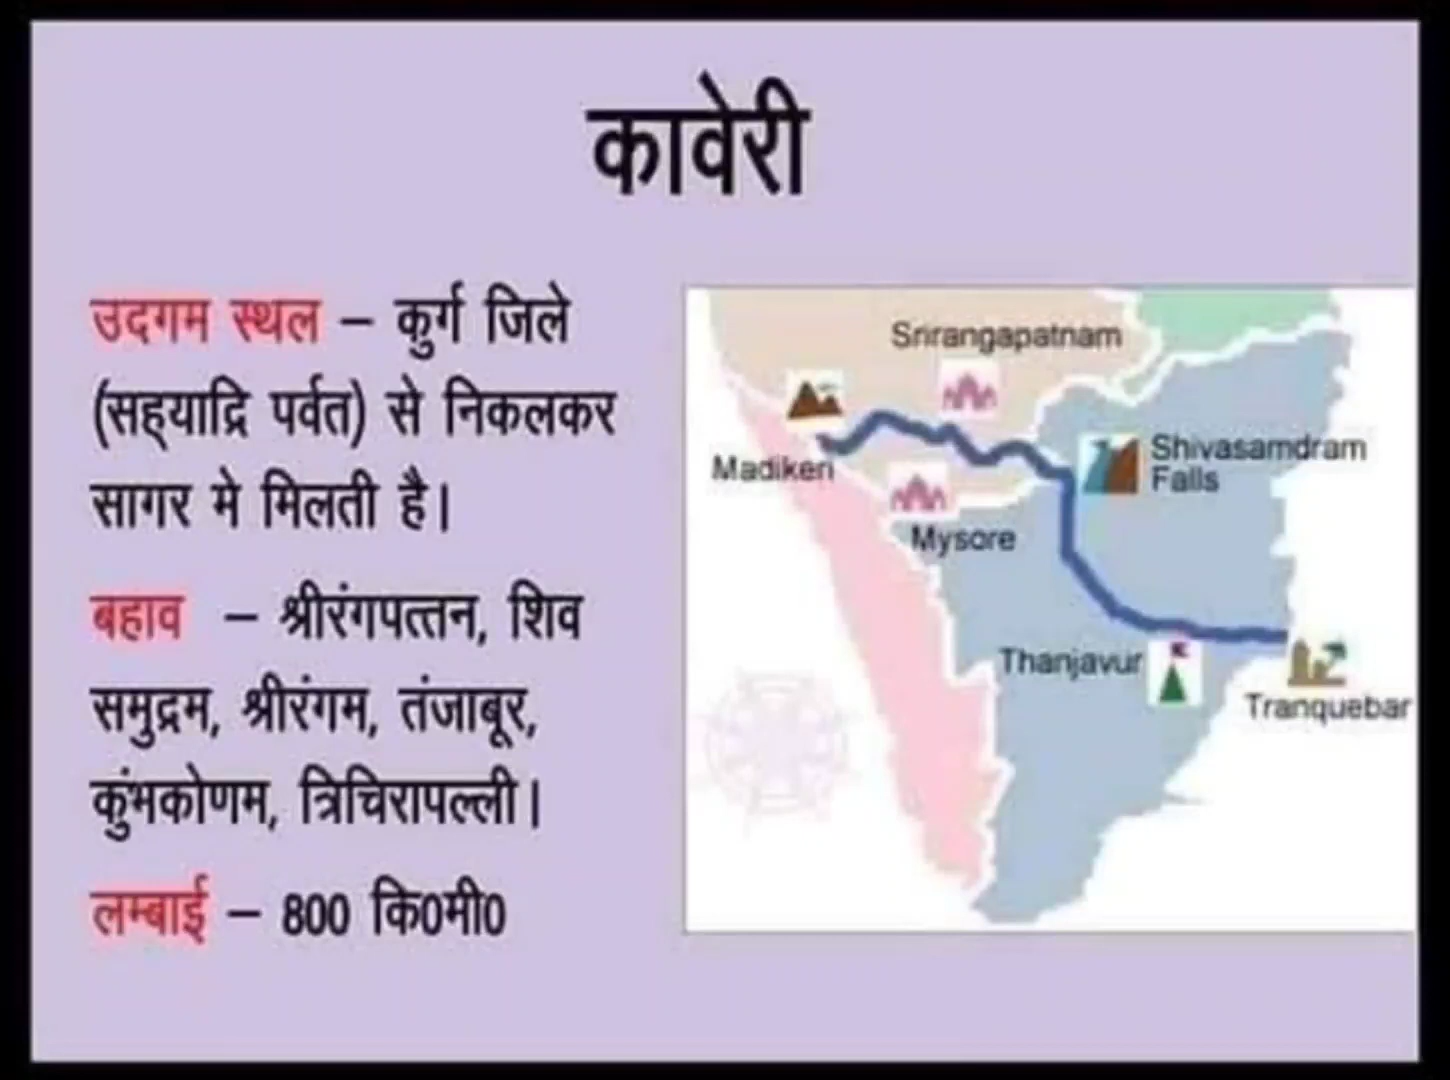 कावेरी
उदगम स्थल – कुर्ग जिले
(सह्याद्रि पर्वत) से निकलकर
सागर मे मिलती है।
बहाव – श्रीरंगपत्तन, शिव
समुद्रम, श्रीरंगम, तंजाबूर,
कुंभकोणम, त्रिचिरापल्ली।
लम्बाई – 800 कि0मी0
Srirangapatnam
Madikeri
Shivasamdram
Falls
Mysore
Thanjavur
Tranquebar